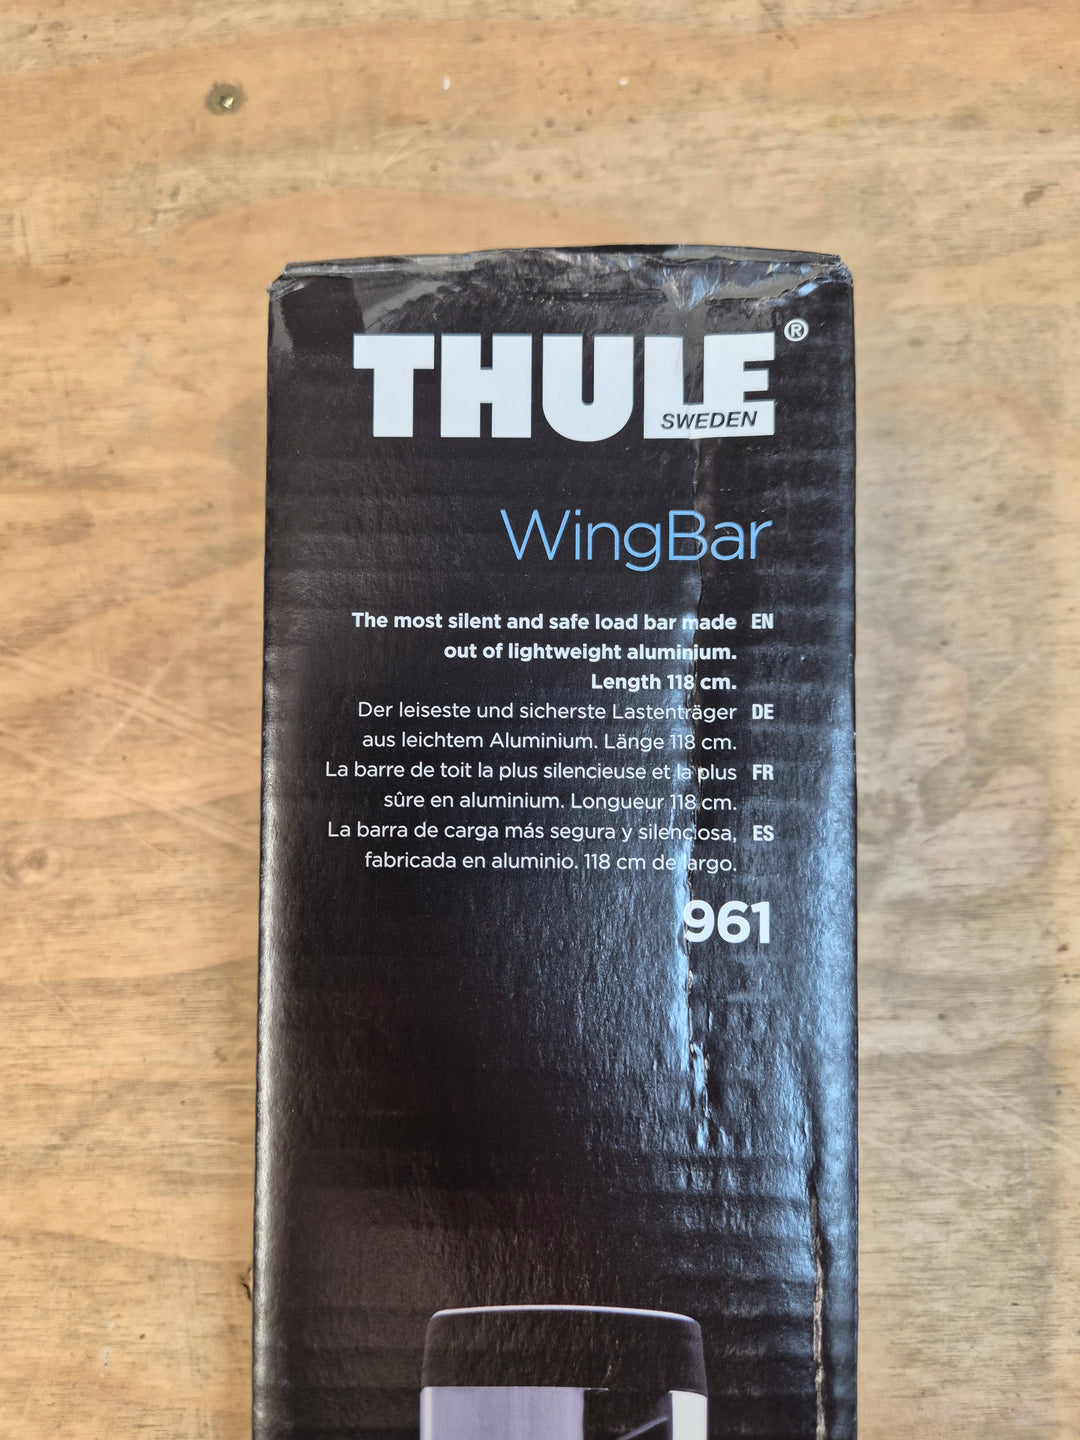 THULE®
SWEDEN
WingBar
The most silent and safe load bar made EN
out of lightweight aluminium.
Length 118 cm.
Der leiseste und sicherste Lastenträger DE
aus leichtem Aluminium. Länge 118 cm.
La barre de toit la plus silencieuse et la plus FR
sûre en aluminium. Longueur 118 cm.
La barra de carga más segura y silenciosa, ES
fabricada en aluminio. 118 cm de largo.
961